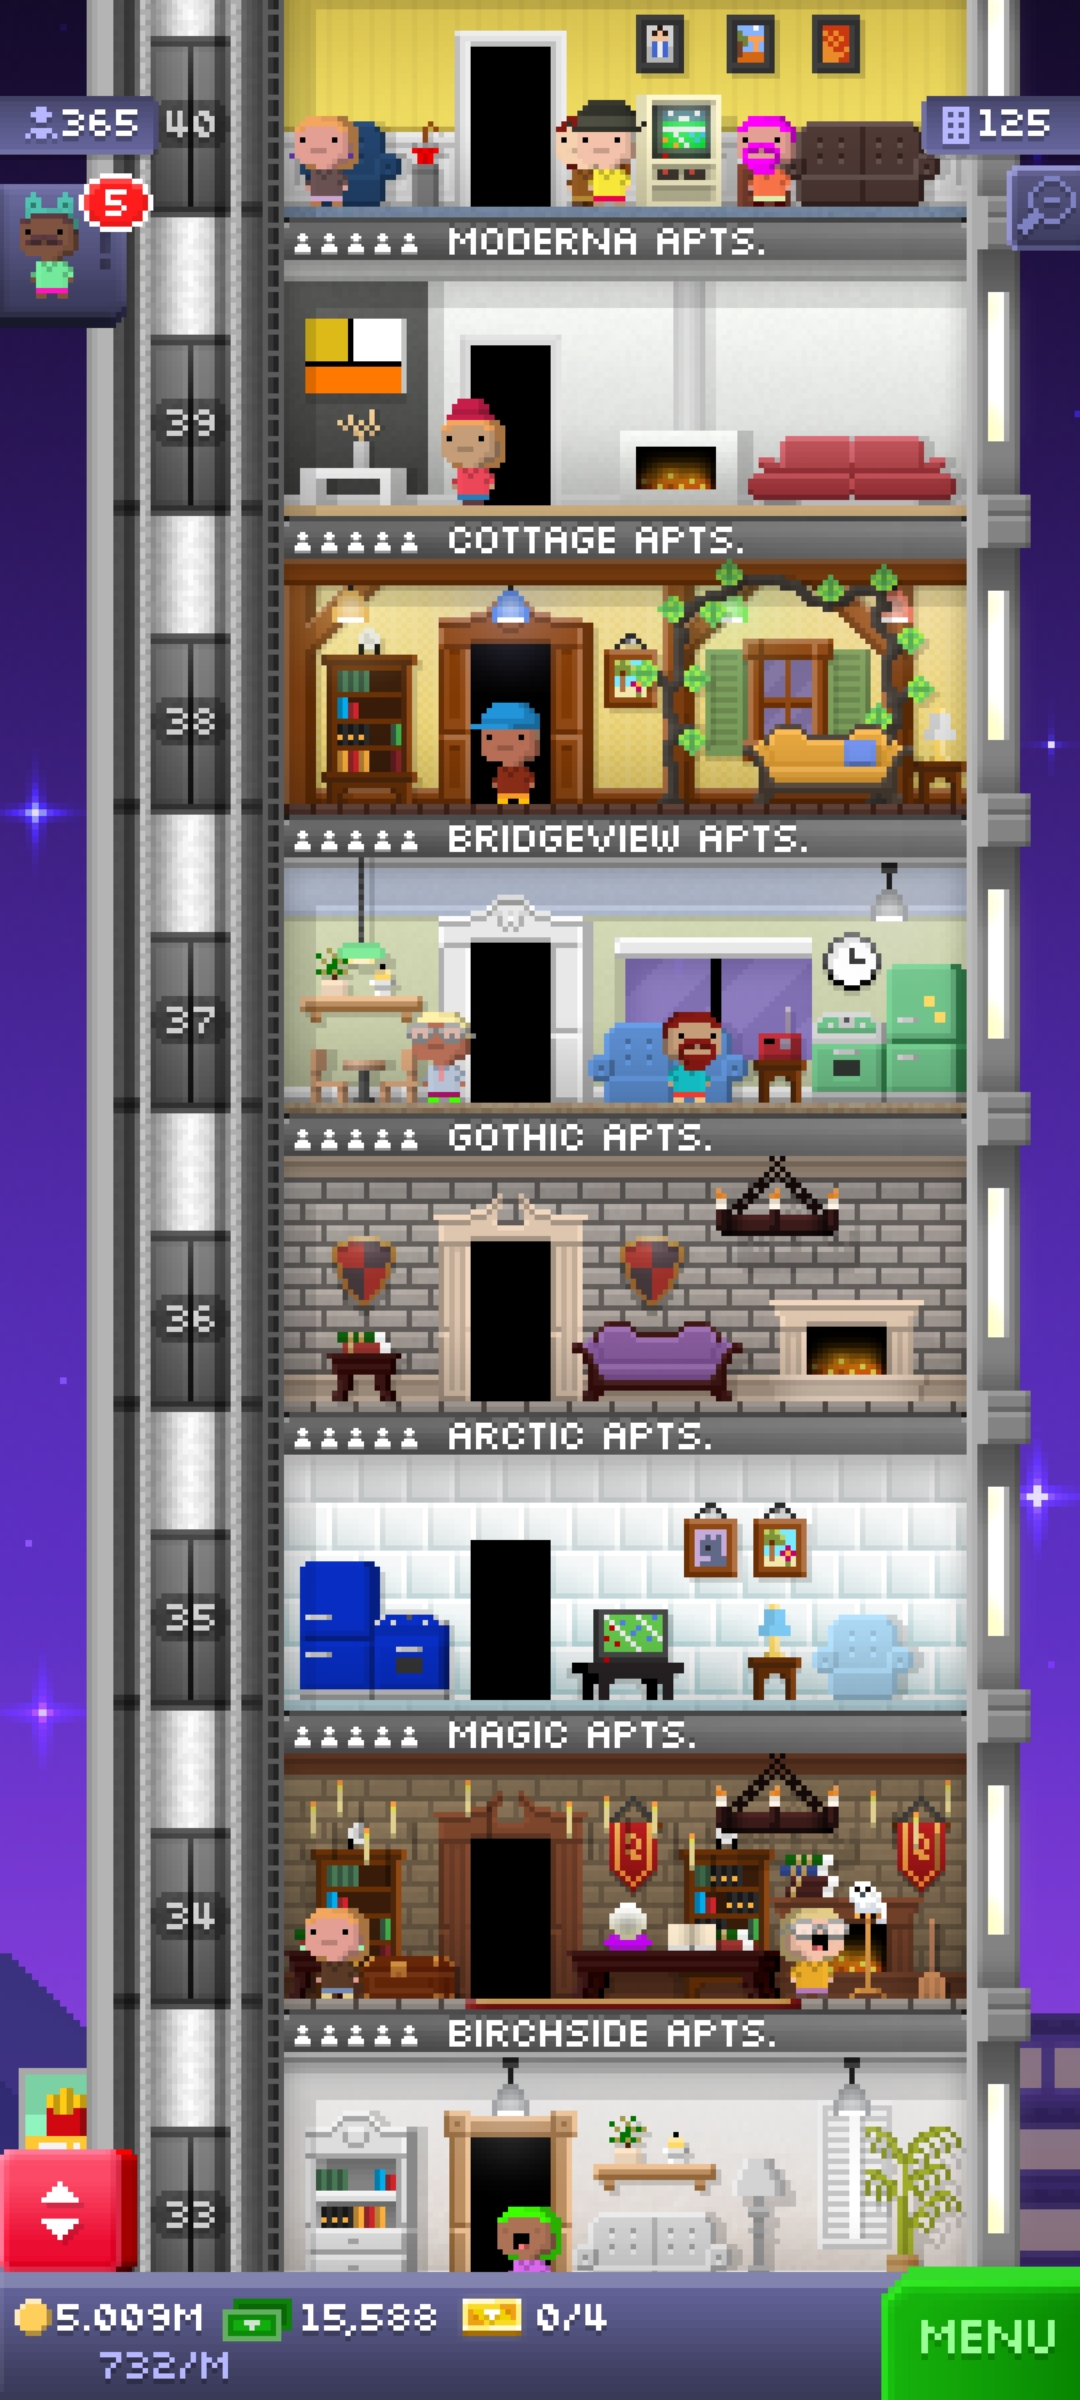 365
40
125
5
MODERNA APTS.
39
COTTAGE APTS.
38
BRIDGEVIEW APTS.
37
GOTHIC APTS.
36
ARCTIC APTS.
35
MAGIC APTS.
34
BIRCHSIDE APTS.
33
5.009M 15,588 0/4
732/M
MENU